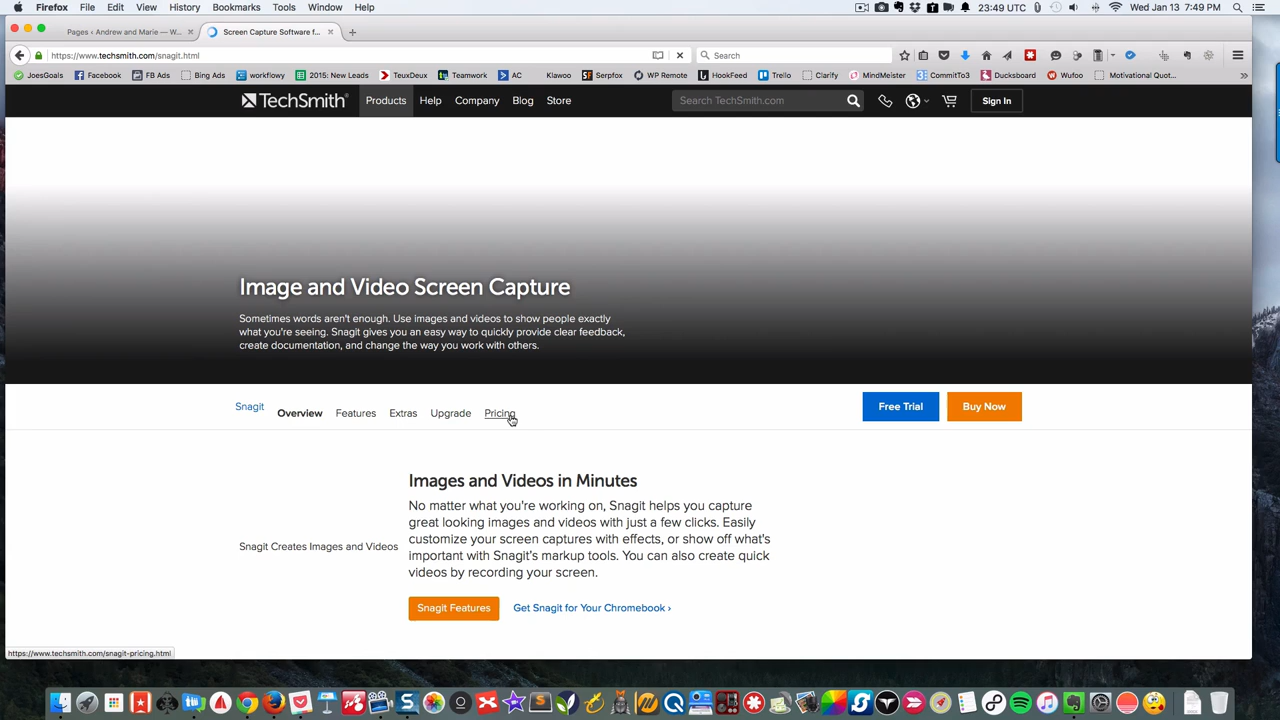 Firefox File Edit View History Bookmarks Tools Window Help 23:49 UTC Wed Jan 13 7:49 PM
Pages ‹ Andrew and Marie — W... Screen Capture Software f...
https://www.techsmith.com/snagit.html Search
JoesGoals Facebook FB Ads Bing Ads workflowy 2015: New Leads TeuxDeux Teamwork AC Klawoo Serpfox WP Remote HookFeed Trello Clarify MindMeister CommitTo3 Ducksboard Wufoo Motivational Quot...
TechSmith Products Help Company Blog Store Search TechSmith.com Sign In
Image and Video Screen Capture
Sometimes words aren't enough. Use images and videos to show people exactly
what you're seeing. Snagit gives you an easy way to quickly provide clear feedback,
create documentation, and change the way you work with others.
Snagit Overview Features Extras Upgrade Pricing Free Trial Buy Now
Images and Videos in Minutes
No matter what you're working on, Snagit helps you capture
great looking images and videos with just a few clicks. Easily
customize your screen captures with effects, or show off what's
Snagit Creates Images and Videos
important with Snagit's markup tools. You can also create quick
videos by recording your screen.
Snagit Features Get Snagit for Your Chromebook ›
https://www.techsmith.com/snagit-pricing.html